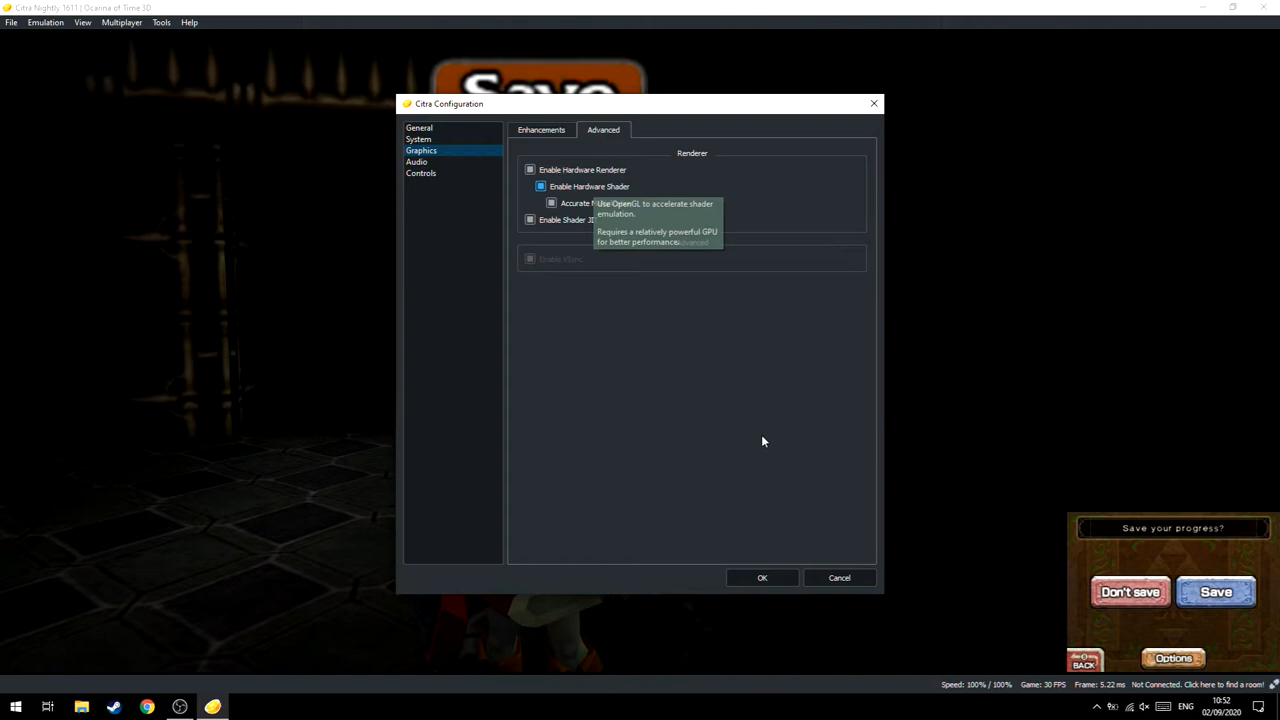 Citra Nightly 1611 | Ocarina of Time 3D
File Emulation View Multiplayer Tools Help
Save
Citra Configuration
General
System
Graphics
Audio
Controls
Enhancements Advanced
Renderer
Enable Hardware Renderer
Enable Hardware Shader
Accurate
Use OpenGL to accelerate shader
emulation.
Enable Shader
Requires a relatively powerful GPU
for better performance.
Advanced
Enable VSync
OK Cancel
Save your progress?
Don't save Save
BACK Options
Speed: 100% / 100% Game: 30 FPS Frame: 5.22 ms Not Connected. Click here to find a room!
ENG
10:52
02/09/2020